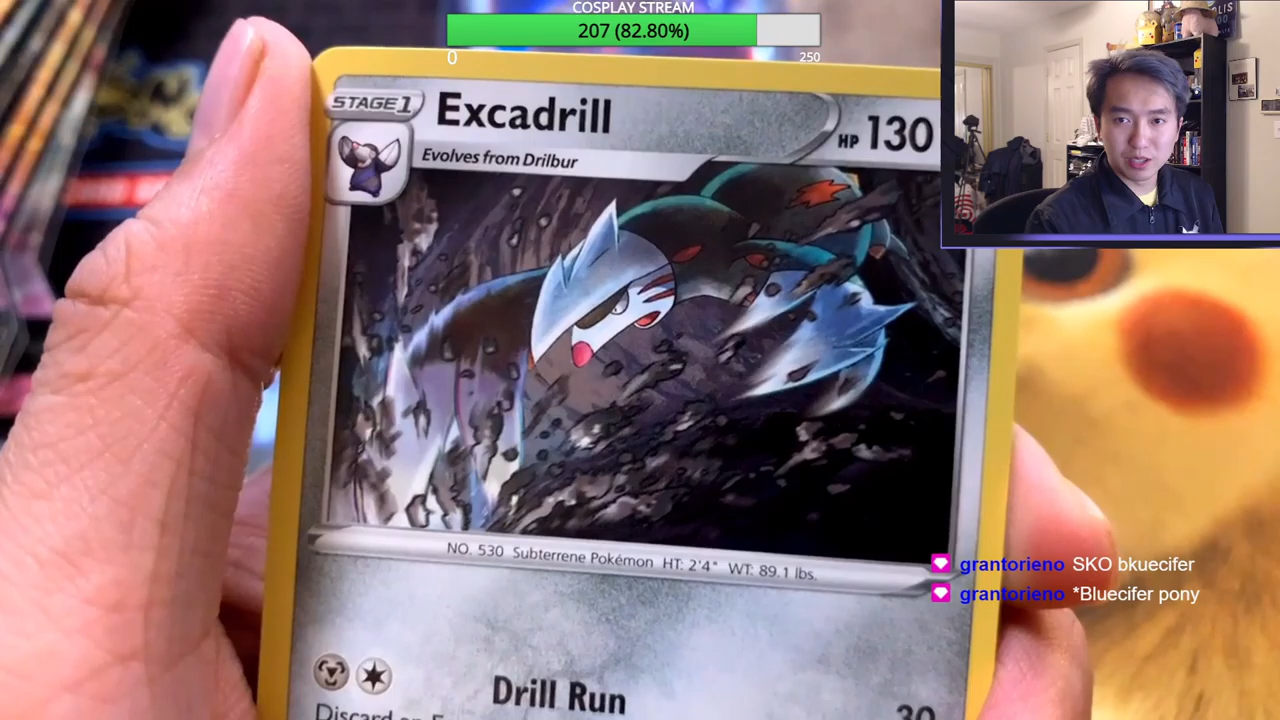 COSPLAY STREAM
207 (82.80%)
0
250
STAGE 1
Excadrill
HP 130
Evolves from Drilbur
NO. 530 Subterrene Pokémon HT: 2'4" WT: 89.1 lbs.
grantorieno SKO bkuecifer
grantorieno *Bluecifer pony
Drill Run
30